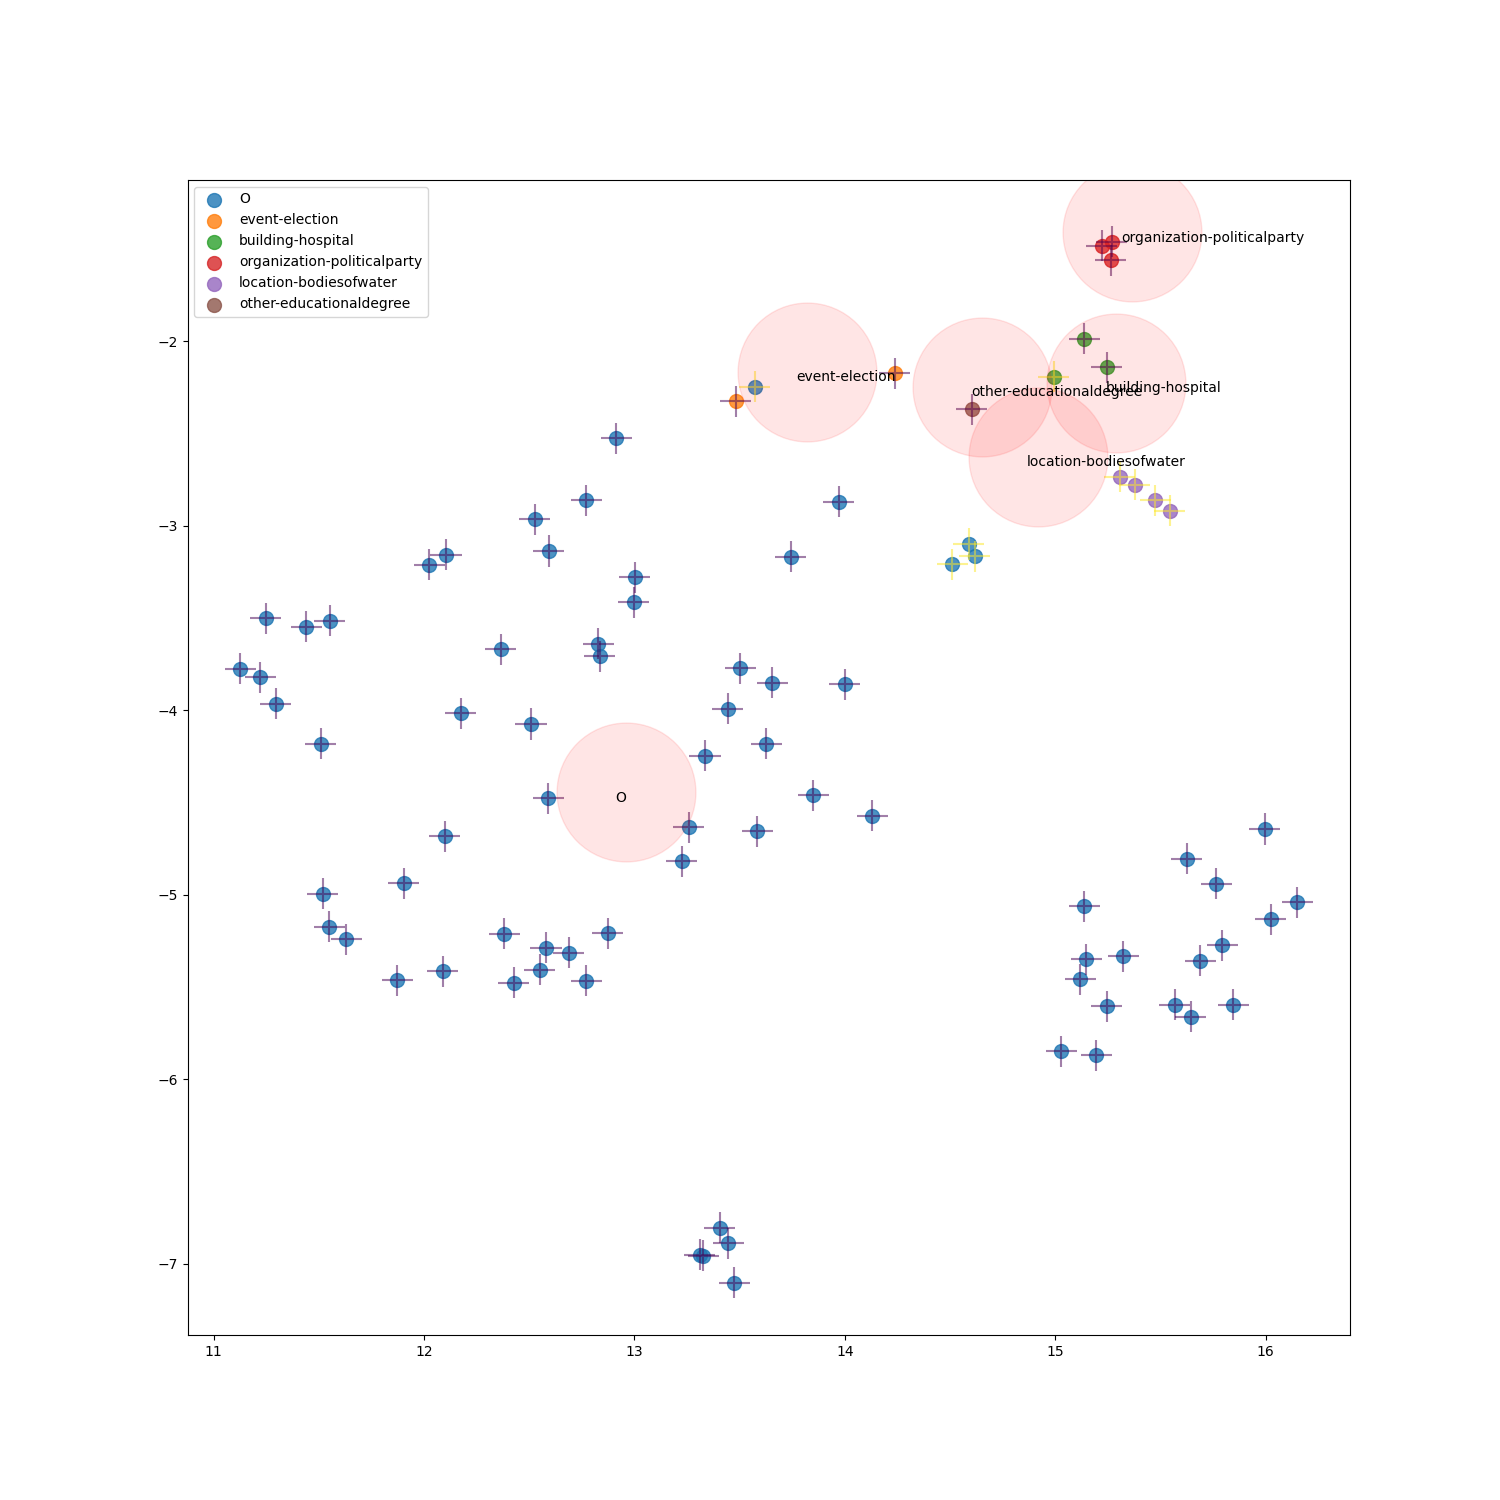 O
event-election
building-hospital
organization-politicalparty
location-bodiesofwater
other-educationaldegree
organization-politicalparty
event-election
other-educationaldegree
building-hospital
location-bodiesofwater
O
−2
−3
−4
−5
−6
−7
11 12 13 14 15 16